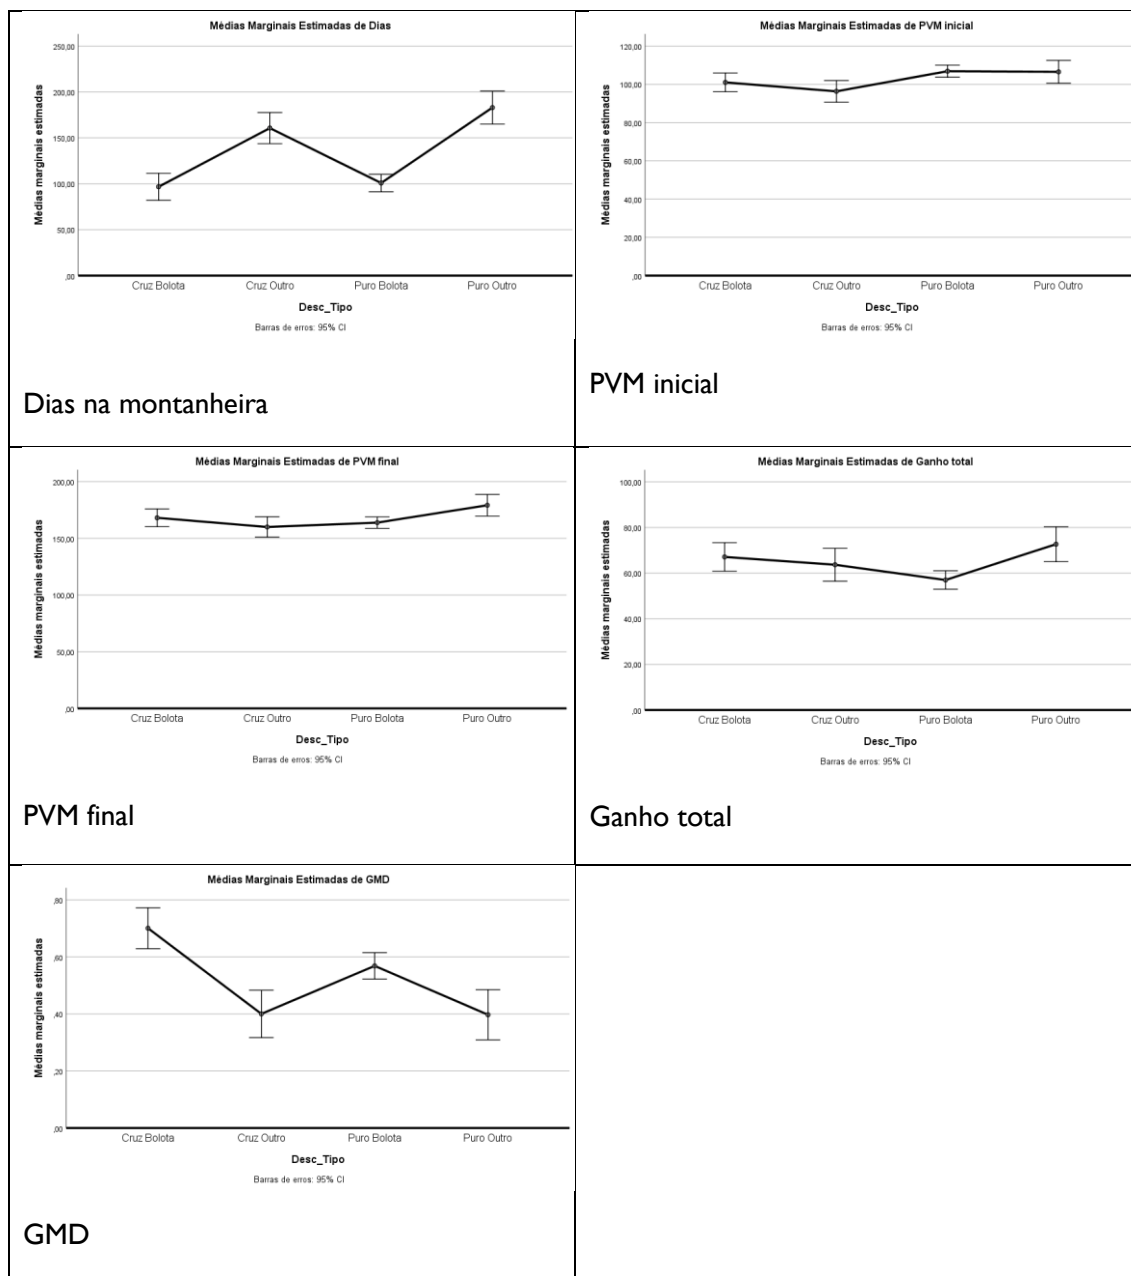 Médias Marginais Estimadas de Dias
Médias marginais estimadas
250,00
200,00
150,00
100,00
50,00
,00
Cruz Bolota Cruz Outro Puro Bolota Puro Outro
Desc_Tipo
Barras de erros: 95% CI
Dias na montanheira
Médias Marginais Estimadas de PVM inicial
Médias marginais estimadas
120,00
100,00
80,00
60,00
40,00
20,00
,00
Cruz Bolota Cruz Outro Puro Bolota Puro Outro
Desc_Tipo
Barras de erros: 95% CI
PVM inicial
Médias Marginais Estimadas de PVM final
Médias marginais estimadas
200,00
150,00
100,00
50,00
,00
Cruz Bolota Cruz Outro Puro Bolota Puro Outro
Desc_Tipo
Barras de erros: 95% CI
PVM final
Médias Marginais Estimadas de Ganho total
Médias marginais estimadas
100,00
80,00
60,00
40,00
20,00
,00
Cruz Bolota Cruz Outro Puro Bolota Puro Outro
Desc_Tipo
Barras de erros: 95% CI
Ganho total
Médias Marginais Estimadas de GMD
Médias marginais estimadas
,80
,60
,40
,20
,00
Cruz Bolota Cruz Outro Puro Bolota Puro Outro
Desc_Tipo
Barras de erros: 95% CI
GMD